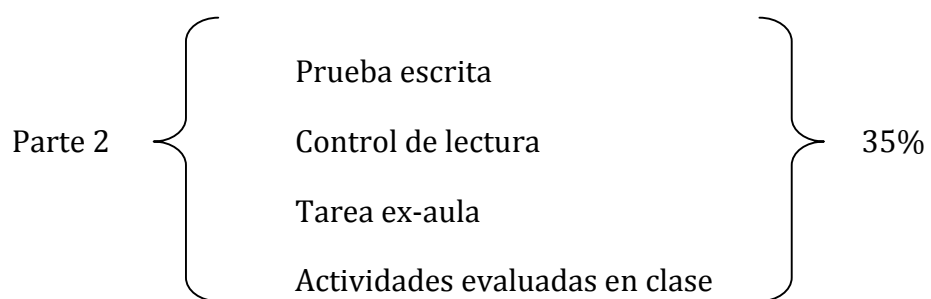 Prueba escrita
Parte 2 Control de lectura 35%
Tarea ex-aula
Actividades evaluadas en clase